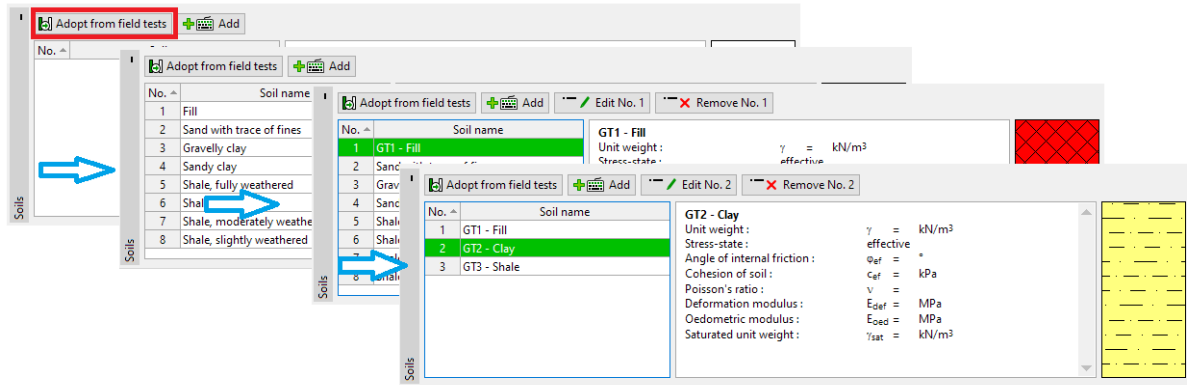 Adopt from field tests Add
No.
Soils
Adopt from field tests Add
No. Soil name
1 Fill
2 Sand with trace of fines
3 Gravelly clay
4 Sandy clay
5 Shale, fully weathered
6
7 Shale, moderately weathe
8 Shale, slightly weathered
Soils
Adopt from field tests Add Edit No. 1 Remove No. 1
No. Soil name
1 GT1 - Fill
2
3
4
5
6
7
8
GT1 - Fill
Unit weight : γ = kN/m³
Stress-state : effective
Soils
Adopt from field tests Add Edit No. 2 Remove No. 2
No. Soil name
1 GT1 - Fill
2 GT2 - Clay
3 GT3 - Shale
GT2 - Clay
Unit weight : γ = kN/m³
Stress-state : effective
Angle of internal friction : φef = °
Cohesion of soil : cef = kPa
Poisson's ratio : ν =
Deformation modulus : Edef = MPa
Oedometric modulus : Eoed = MPa
Saturated unit weight : γsat = kN/m³
Soils